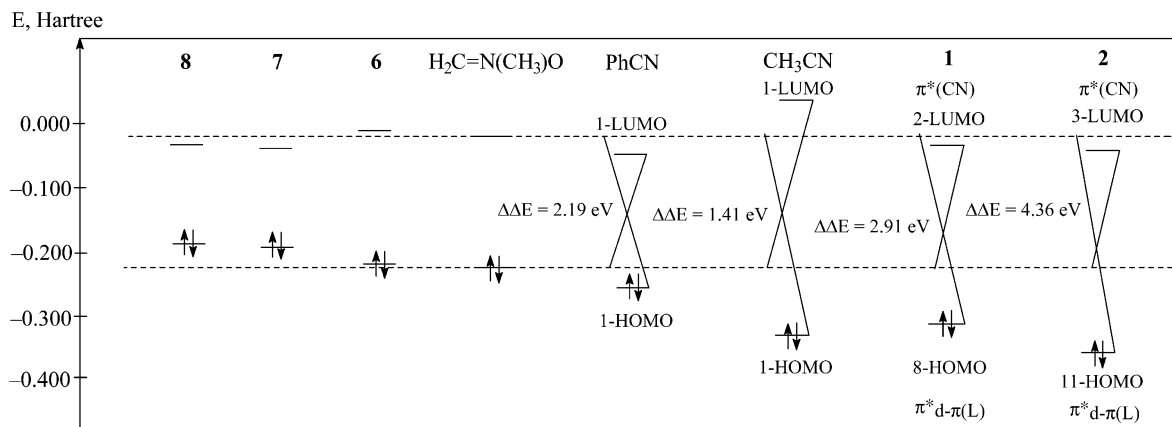 E, Hartree
8 7 6 H₂C=N(CH₃)O PhCN CH₃CN 1 2
1-LUMO π*(CN) π*(CN)
0.000 1-LUMO 2-LUMO 3-LUMO
–0.100
ΔΔE = 2.19 eV ΔΔE = 1.41 eV ΔΔE = 2.91 eV ΔΔE = 4.36 eV
–0.200
–0.300 1-HOMO
1-HOMO 8-HOMO 11-HOMO
–0.400
π*d-π(L) π*d-π(L)